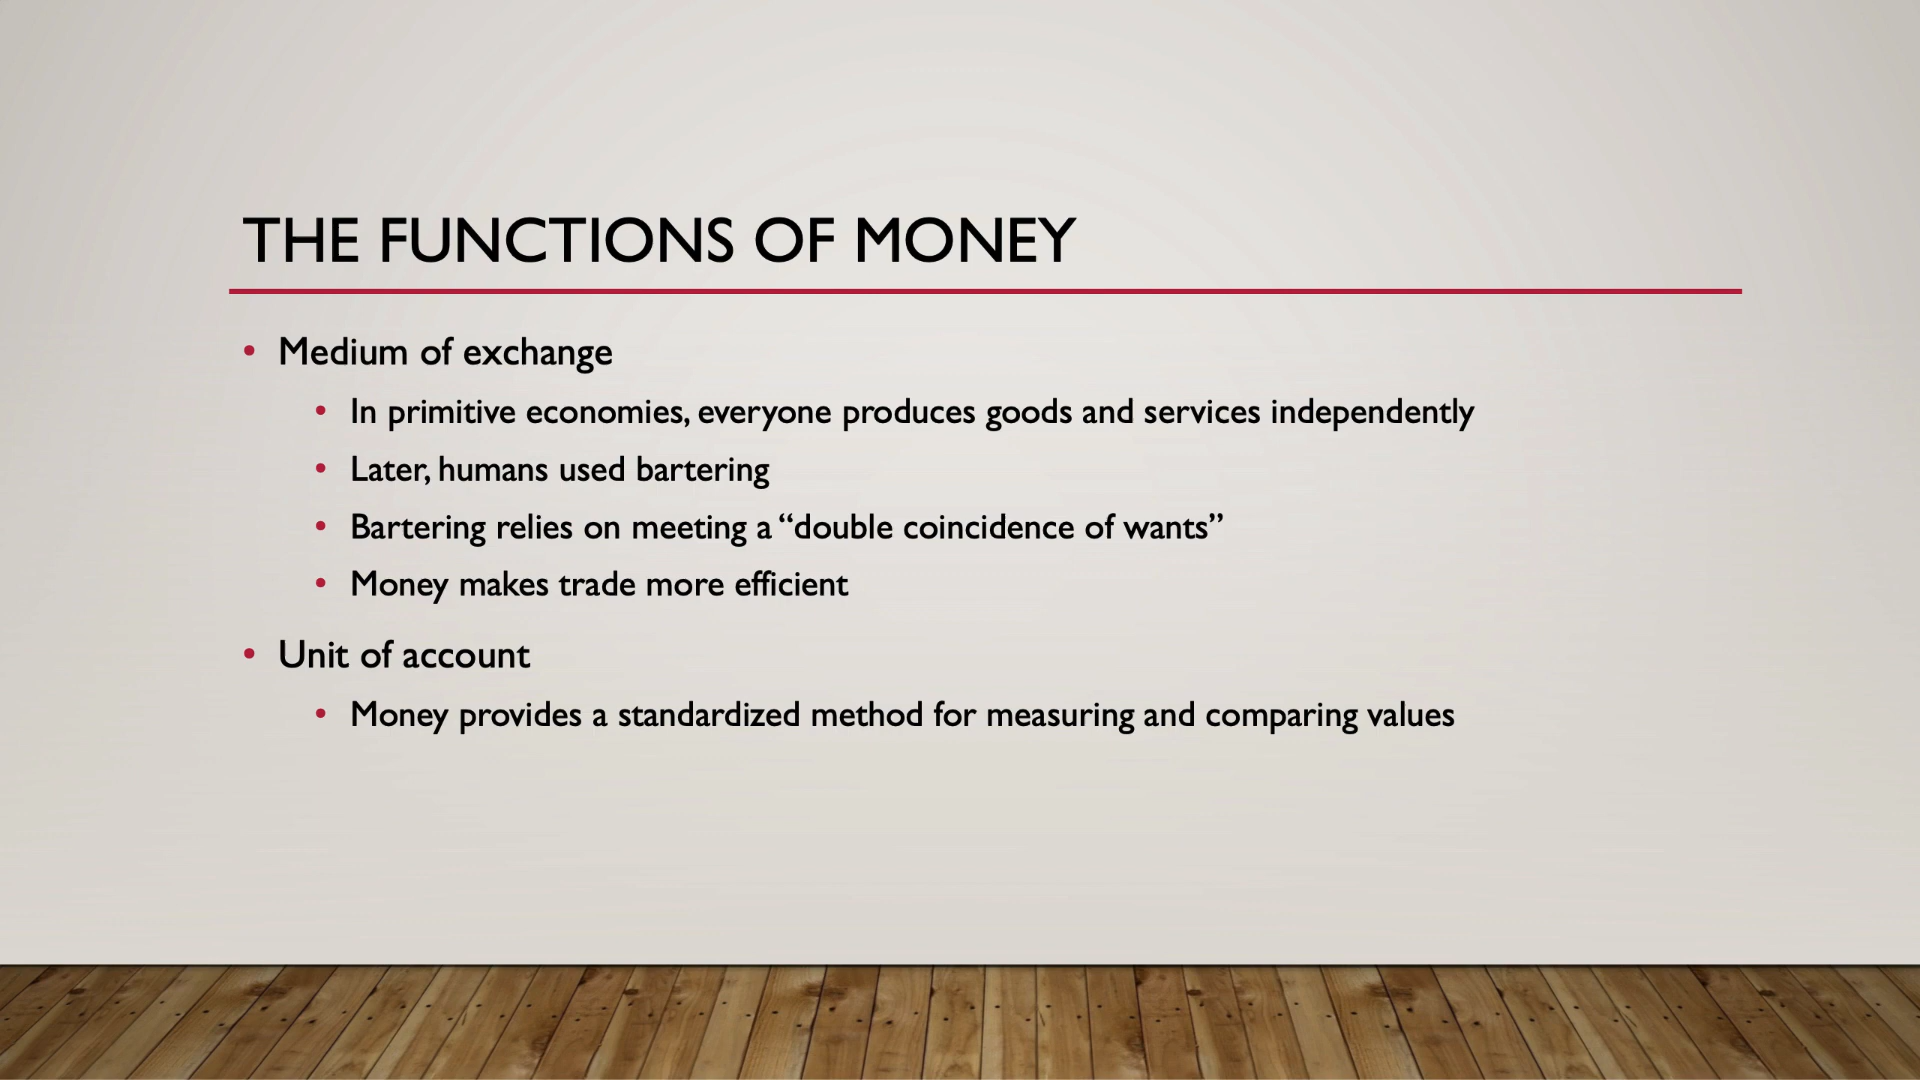 THE FUNCTIONS OF MONEY
• Medium of exchange
• In primitive economies, everyone produces goods and services independently
• Later, humans used bartering
• Bartering relies on meeting a “double coincidence of wants”
• Money makes trade more efficient
• Unit of account
• Money provides a standardized method for measuring and comparing values